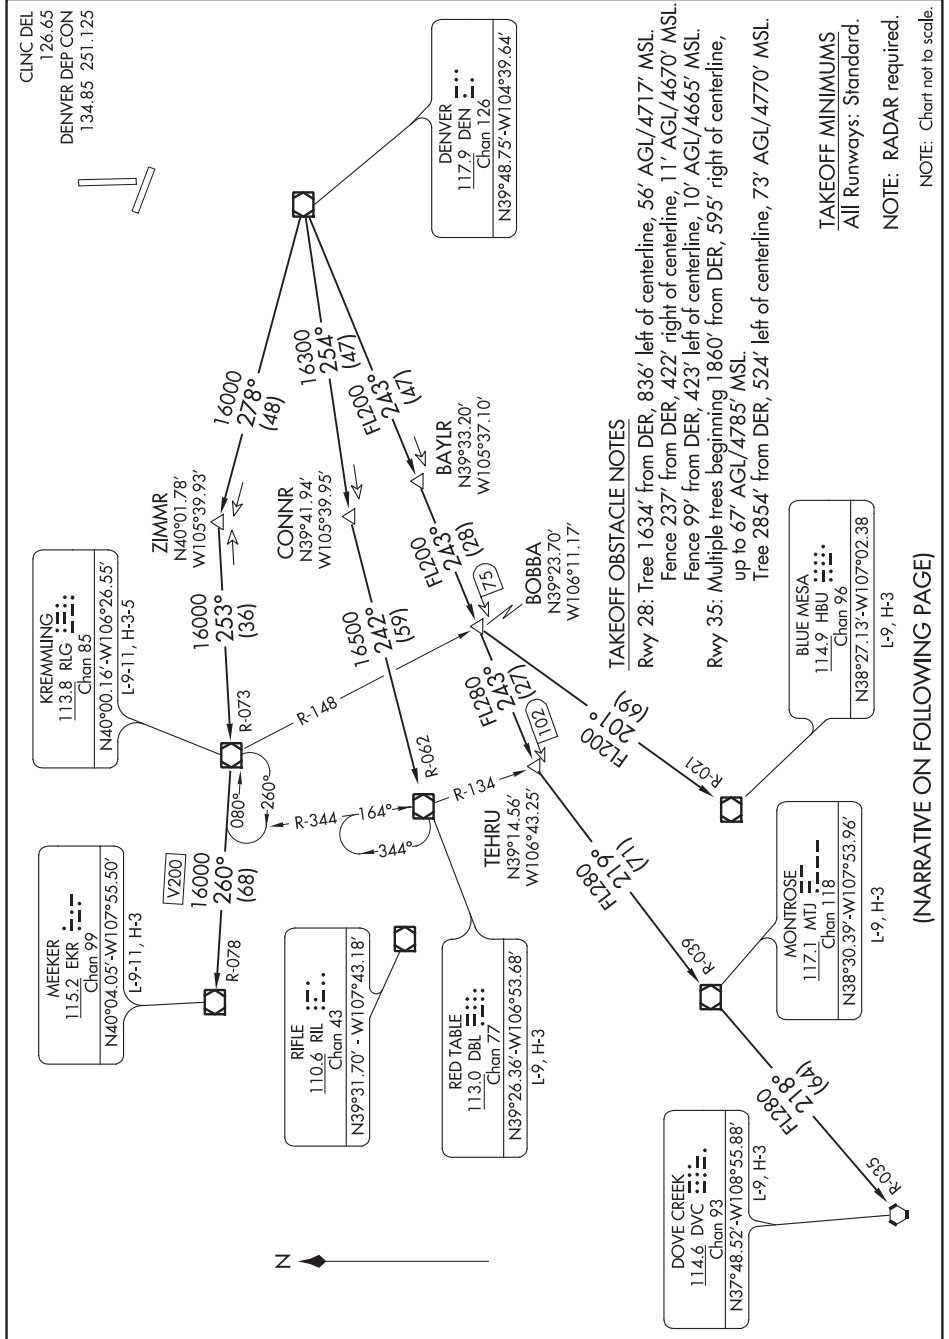 CLNC DEL
126.65
DENVER DEP CON
134.85 251.125
KREMMLING
113.8 RLG
Chan 85
N40°00.16′-W106°26.55′
L-9-11, H-3-5
MEEKER
115.2 EKR
Chan 99
N40°04.05′-W107°55.50′
L-9-11, H-3
ZIMMR
N40°01.78′
W105°39.93′
16000
278°
(48)
16000
253°
(36)
R-073
V200
16000
260°
(68)
R-078
080°
260°
DENVER
117.9 DEN
Chan 126
N39°48.75′-W104°39.64′
16300
254°
(47)
CONNR
N39°41.94′
W105°39.95′
16500
242°
(59)
R-062
FL200
243°
(47)
BAYLR
N39°33.20′
W105°37.10′
FL200
243°
(28)
75
BOBBA
N39°23.70′
W106°11.17′
R-148
R-344
164°
344°
R-134
FL280
243°
(27)
102
TEHRU
N39°14.56′
W106°43.25′
FL200
201°
(69)
R-021
RIFLE
110.6 RIL
Chan 43
N39°31.70′ - W107°43.18′
RED TABLE
113.0 DBL
Chan 77
N39°26.36′-W106°53.68′
L-9, H-3
FL280
219°
(71)
R-039
BLUE MESA
114.9 HBU
Chan 96
N38°27.13′-W107°02.38
L-9, H-3
MONTROSE
117.1 MTJ
Chan 118
N38°30.39′-W107°53.96′
L-9, H-3
FL280
218°
(64)
R-035
DOVE CREEK
114.6 DVC
Chan 93
N37°48.52′-W108°55.88′
L-9, H-3
N
TAKEOFF OBSTACLE NOTES
Rwy 28: Tree 1634′ from DER, 836′ left of centerline, 56′ AGL/4717′ MSL.
Fence 237′ from DER, 422′ right of centerline, 11′ AGL/4670′ MSL.
Fence 99′ from DER, 423′ left of centerline, 10′ AGL/4665′ MSL.
Rwy 35: Multiple trees beginning 1860′ from DER, 595′ right of centerline,
up to 67′ AGL/4785′ MSL.
Tree 2854′ from DER, 524′ left of centerline, 73′ AGL/4770′ MSL.
TAKEOFF MINIMUMS
All Runways: Standard.
NOTE: RADAR required.
NOTE: Chart not to scale.
(NARRATIVE ON FOLLOWING PAGE)